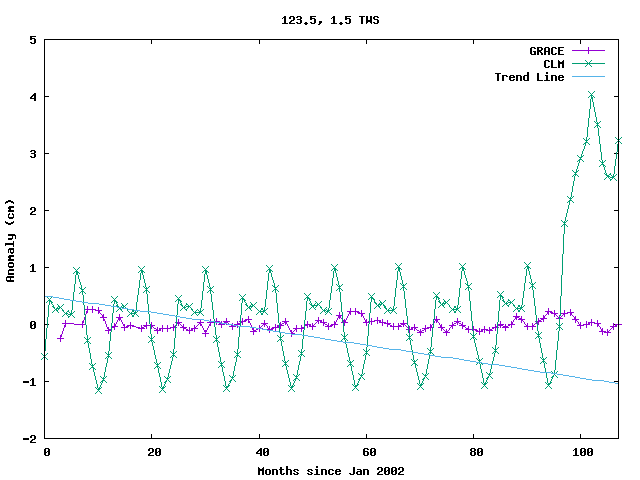 123.5, 1.5 TWS
GRACE
CLM
Trend Line
5
4
3
2
1
0
-1
-2
Anomaly (cm)
0 20 40 60 80 100
Months since Jan 2002